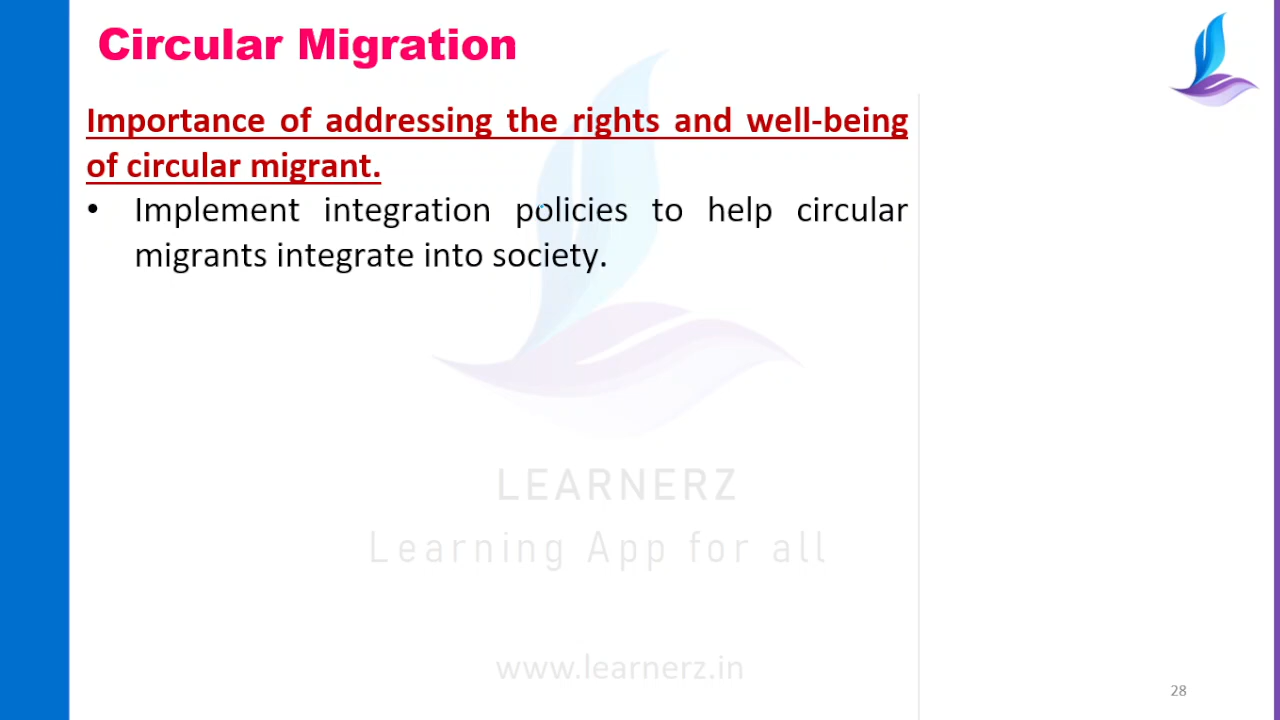 Circular Migration
Importance of addressing the rights and well-being
of circular migrant.
• Implement integration policies to help circular
migrants integrate into society.
LEARNERZ
Learning App for all
www.learnerz.in
28